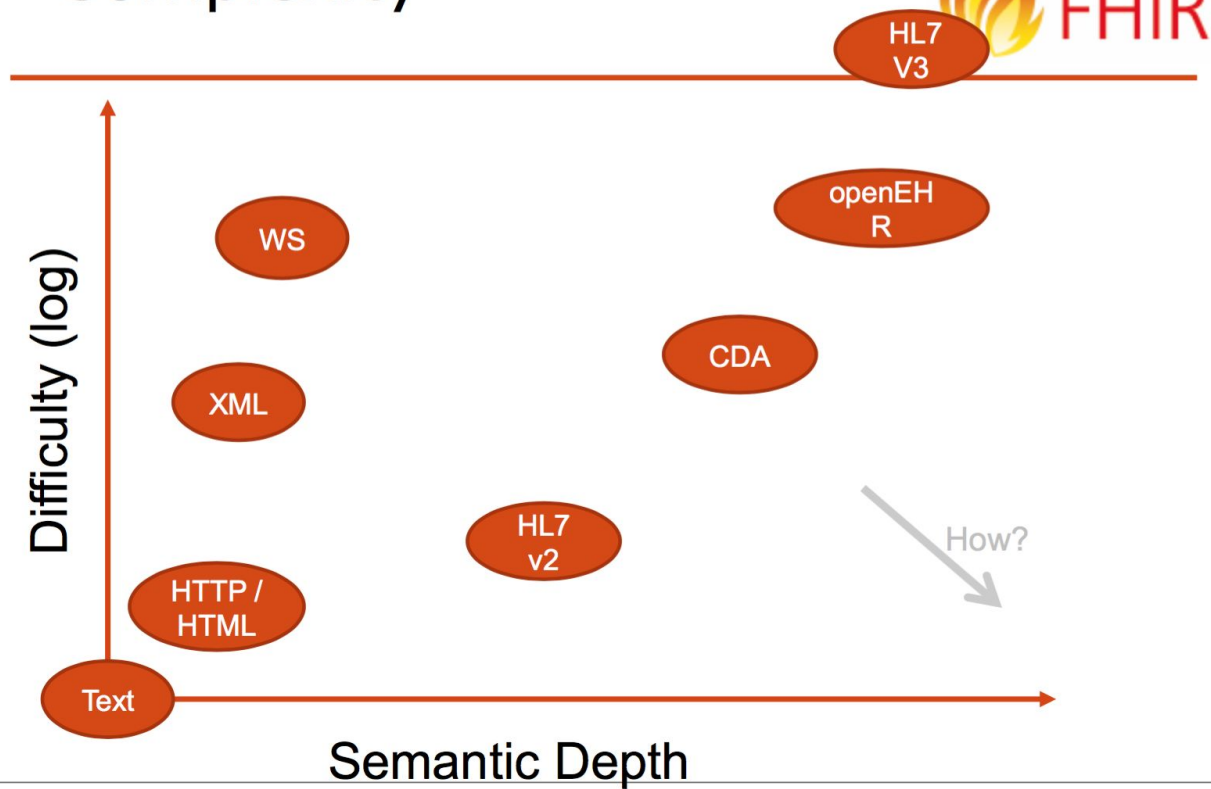 FHIR
HL7
V3
openEH
R
WS
CDA
XML
HL7
v2
How?
HTTP /
HTML
Text
Difficulty (log)
Semantic Depth